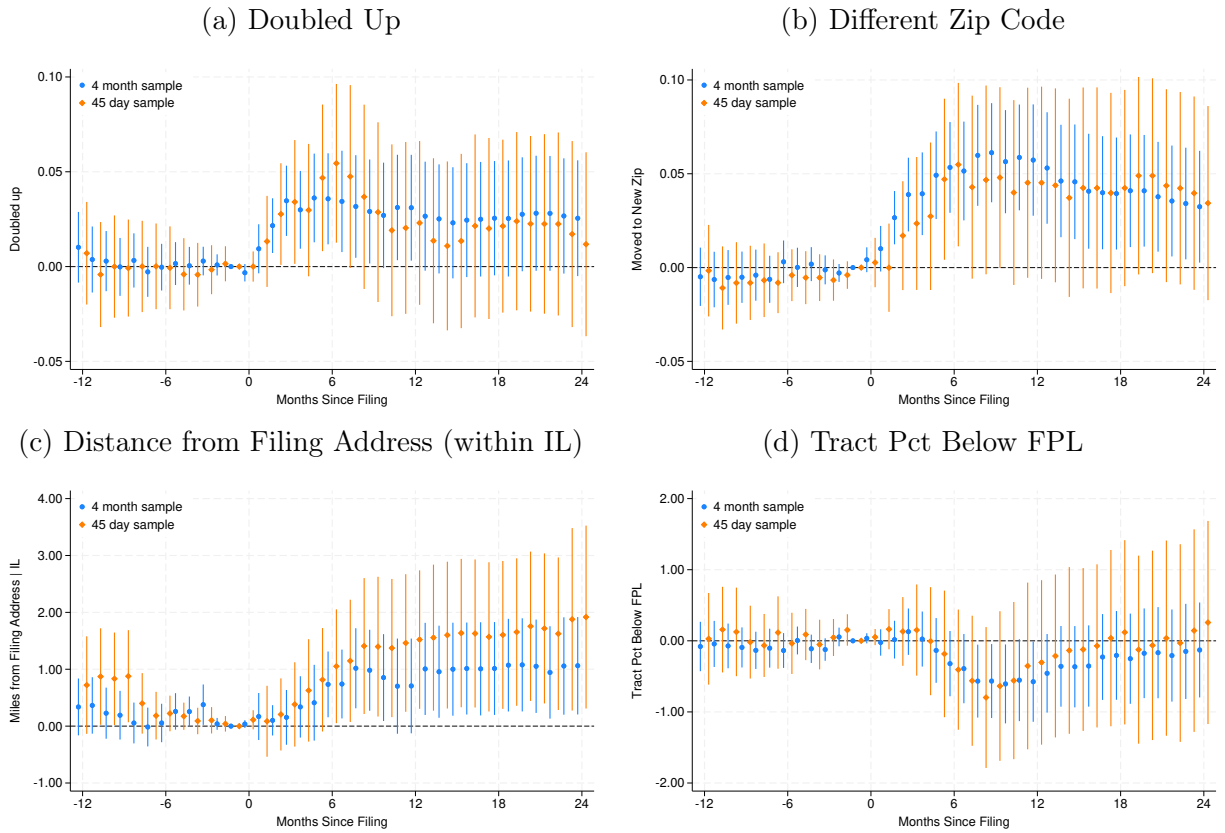 (a) Doubled Up
4 month sample
45 day sample
Doubled up
0.10
0.05
0.00
-0.05
-12 -6 0 6 12 18 24
Months Since Filing
(b) Different Zip Code
4 month sample
45 day sample
Moved to New Zip
0.10
0.05
0.00
-0.05
-12 -6 0 6 12 18 24
Months Since Filing
(c) Distance from Filing Address (within IL)
4 month sample
45 day sample
Miles from Filing Address | IL
4.00
3.00
2.00
1.00
0.00
-1.00
-12 -6 0 6 12 18 24
Months Since Filing
(d) Tract Pct Below FPL
4 month sample
45 day sample
Tract Pct Below FPL
2.00
1.00
0.00
-1.00
-2.00
-12 -6 0 6 12 18 24
Months Since Filing